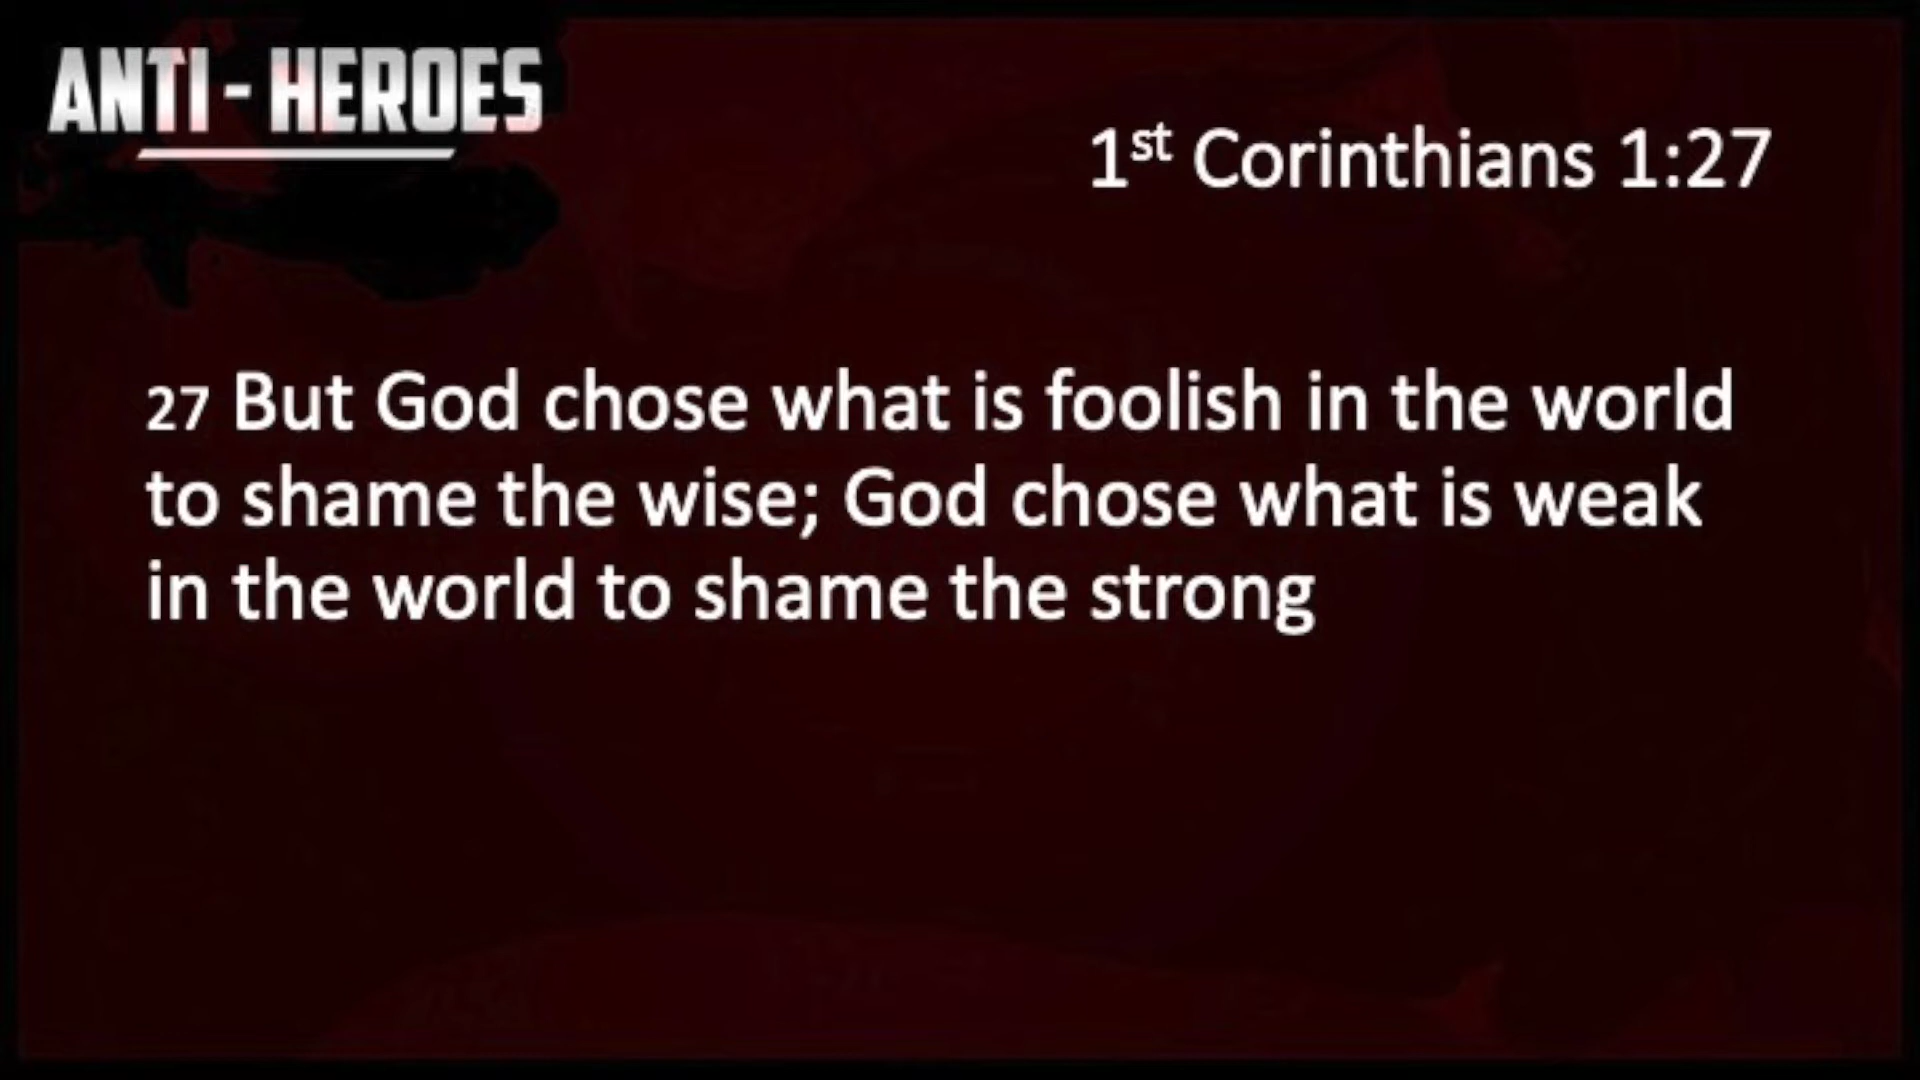 ANTI-HEROES
1st Corinthians 1:27
27 But God chose what is foolish in the world
to shame the wise; God chose what is weak
in the world to shame the strong